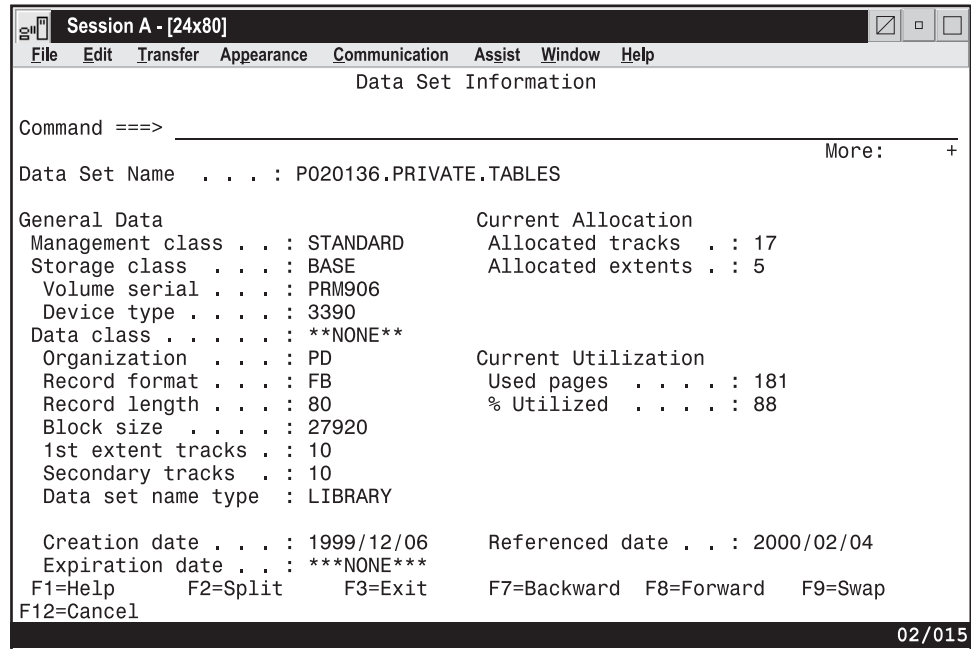 Session A - [24x80]
File Edit Transfer Appearance Communication Assist Window Help
Data Set Information
Command ===>
More: +
Data Set Name . . . : P020136.PRIVATE.TABLES
General Data Current Allocation
Management class . . : STANDARD Allocated tracks . : 17
Storage class . . . : BASE Allocated extents . : 5
Volume serial . . . : PRM906
Device type . . . . : 3390
Data class . . . . . : **NONE**
Organization . . . : PD Current Utilization
Record format . . . : FB Used pages . . . . : 181
Record length . . . : 80 % Utilized . . . . : 88
Block size . . . . : 27920
1st extent tracks . : 10
Secondary tracks . : 10
Data set name type : LIBRARY
Creation date . . . : 1999/12/06 Referenced date . . : 2000/02/04
Expiration date . . : ***NONE***
F1=Help F2=Split F3=Exit F7=Backward F8=Forward F9=Swap
F12=Cancel
02/015